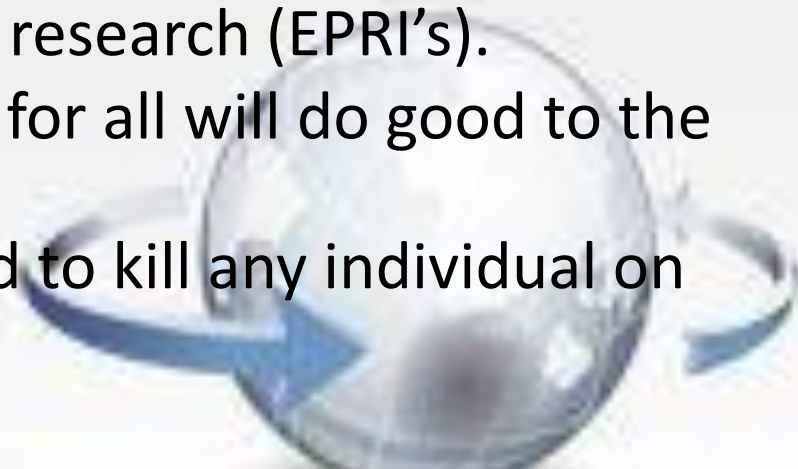 research (EPRI’s).
for all will do good to the
d to kill any individual on